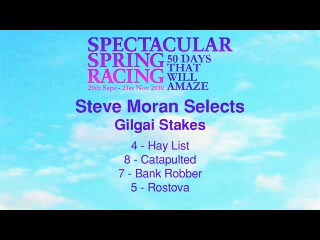 SPECTACULAR
SPRING
RACING
50 DAYS
THAT
WILL
AMAZE
25th Sept - 21st Nov 2010
Steve Moran Selects
Gilgai Stakes
4 - Hay List
8 - Catapulted
7 - Bank Robber
5 - Rostova